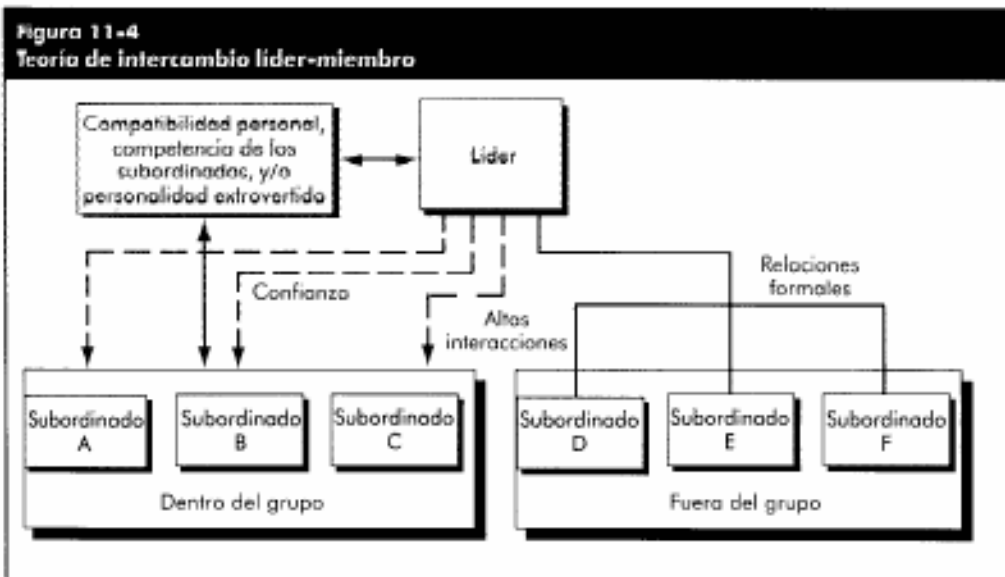 Figura 11-4
Teoría de intercambio líder-miembro
Compatibilidad personal,
competencia de los
subordinados, y/o
personalidad extrovertida
Líder
Confianza
Altas
interacciones
Relaciones
formales
Subordinado
A
Subordinado
B
Subordinado
C
Dentro del grupo
Subordinado
D
Subordinado
E
Subordinado
F
Fuera del grupo